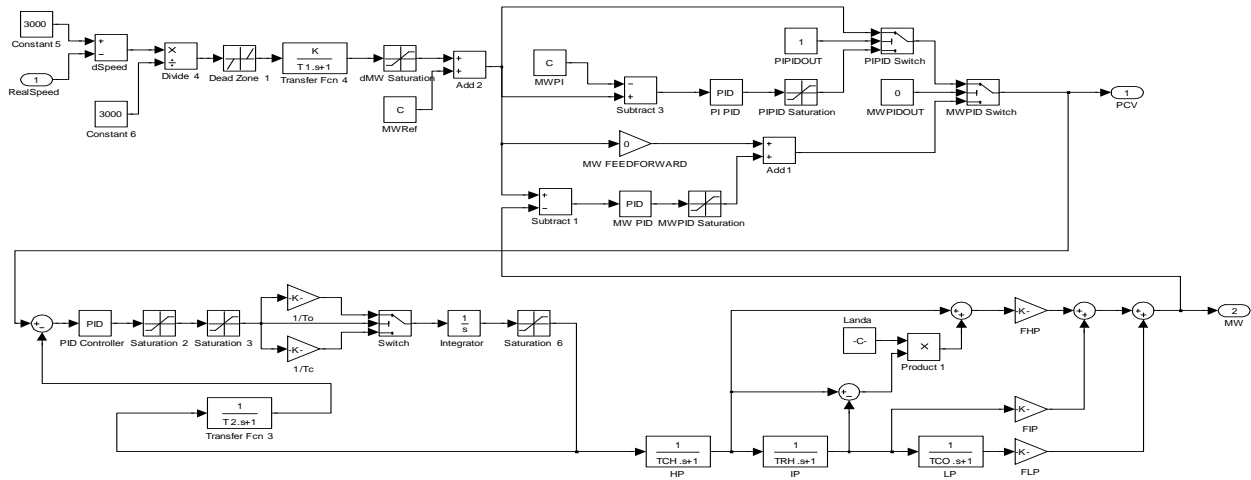 3000
Constant 5
1
RealSpeed
+
−
dSpeed
3000
Constant 6
×
÷
Divide 4
Dead Zone 1
K
T1.s+1
Transfer Fcn 4
dMW Saturation
C
MWRef
+
+
Add 2
C
MWPI
−
+
Subtract 3
PID
PI PID
PIPID Saturation
1
PIPIDOUT
PIPID Switch
0
MWPIDOUT
MWPID Switch
1
PCV
0
MW FEEDFORWARD
+
+
Add 1
+
−
Subtract 1
PID
MW PID
MWPID Saturation
+
−
PID
PID Controller
Saturation 2
Saturation 3
-K-
1/To
-K-
1/Tc
Switch
1
s
Integrator
Saturation 6
1
T2.s+1
Transfer Fcn 3
Landa
-C-
×
Product 1
+
+
-K-
FHP
+
+
+
+
2
MW
+
−
-K-
FIP
1
TCH.s+1
HP
1
TRH.s+1
IP
1
TCO.s+1
LP
-K-
FLP